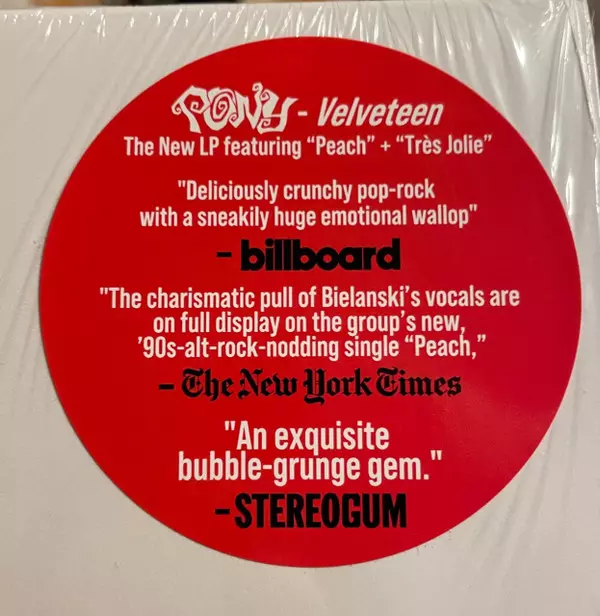 PONY - Velveteen
The New LP featuring “Peach” + “Très Jolie”
"Deliciously crunchy pop-rock
with a sneakily huge emotional wallop"
- billboard
"The charismatic pull of Bielanski’s vocals are
on full display on the group’s new,
’90s-alt-rock-nodding single “Peach,”
- The New York Times
"An exquisite
bubble-grunge gem."
-STEREOGUM